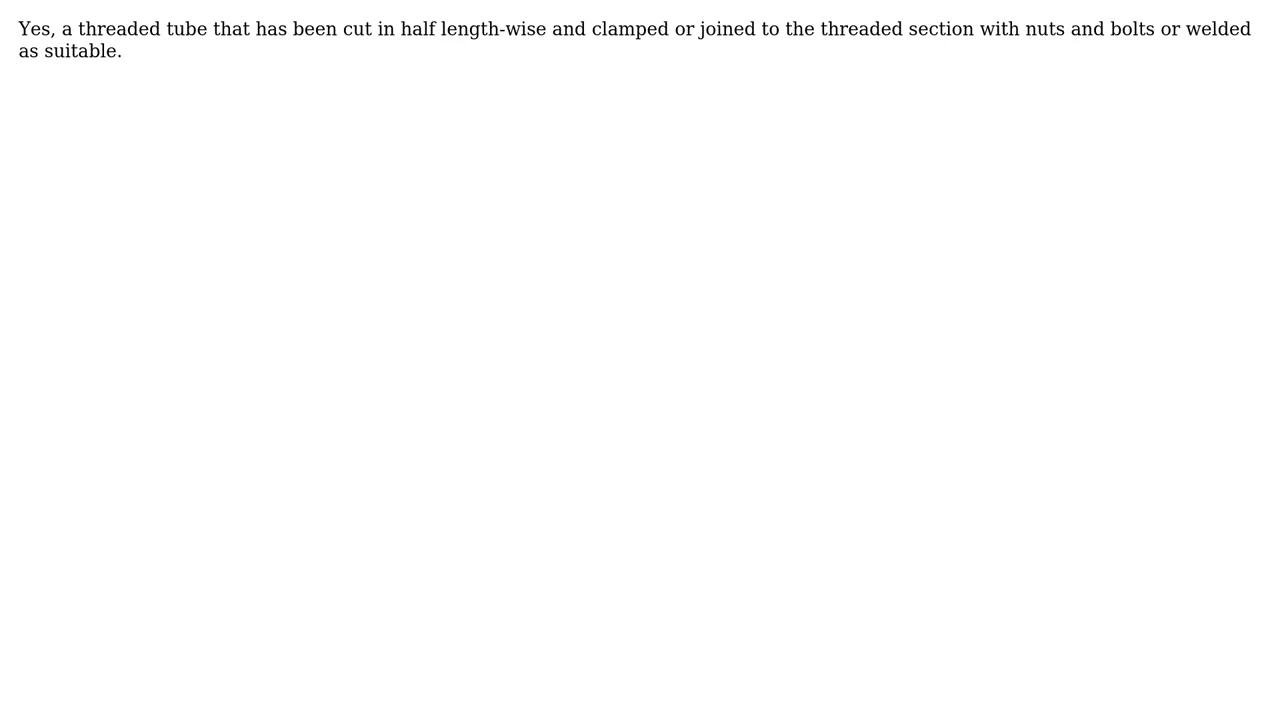 Yes, a threaded tube that has been cut in half length-wise and clamped or joined to the threaded section with nuts and bolts or welded
as suitable.